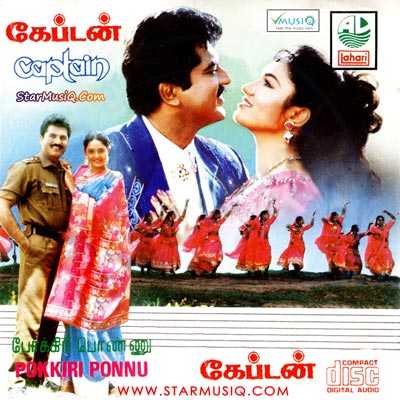 கேப்டன்
captain
StarMusiQ.Com
VMUSIQ
lahari
போக்கிரி பொண்ணு
POKKIRI PONNU
கேப்டன்
COMPACT
disc
DIGITAL AUDIO
WWW.STARMUSIQ.COM